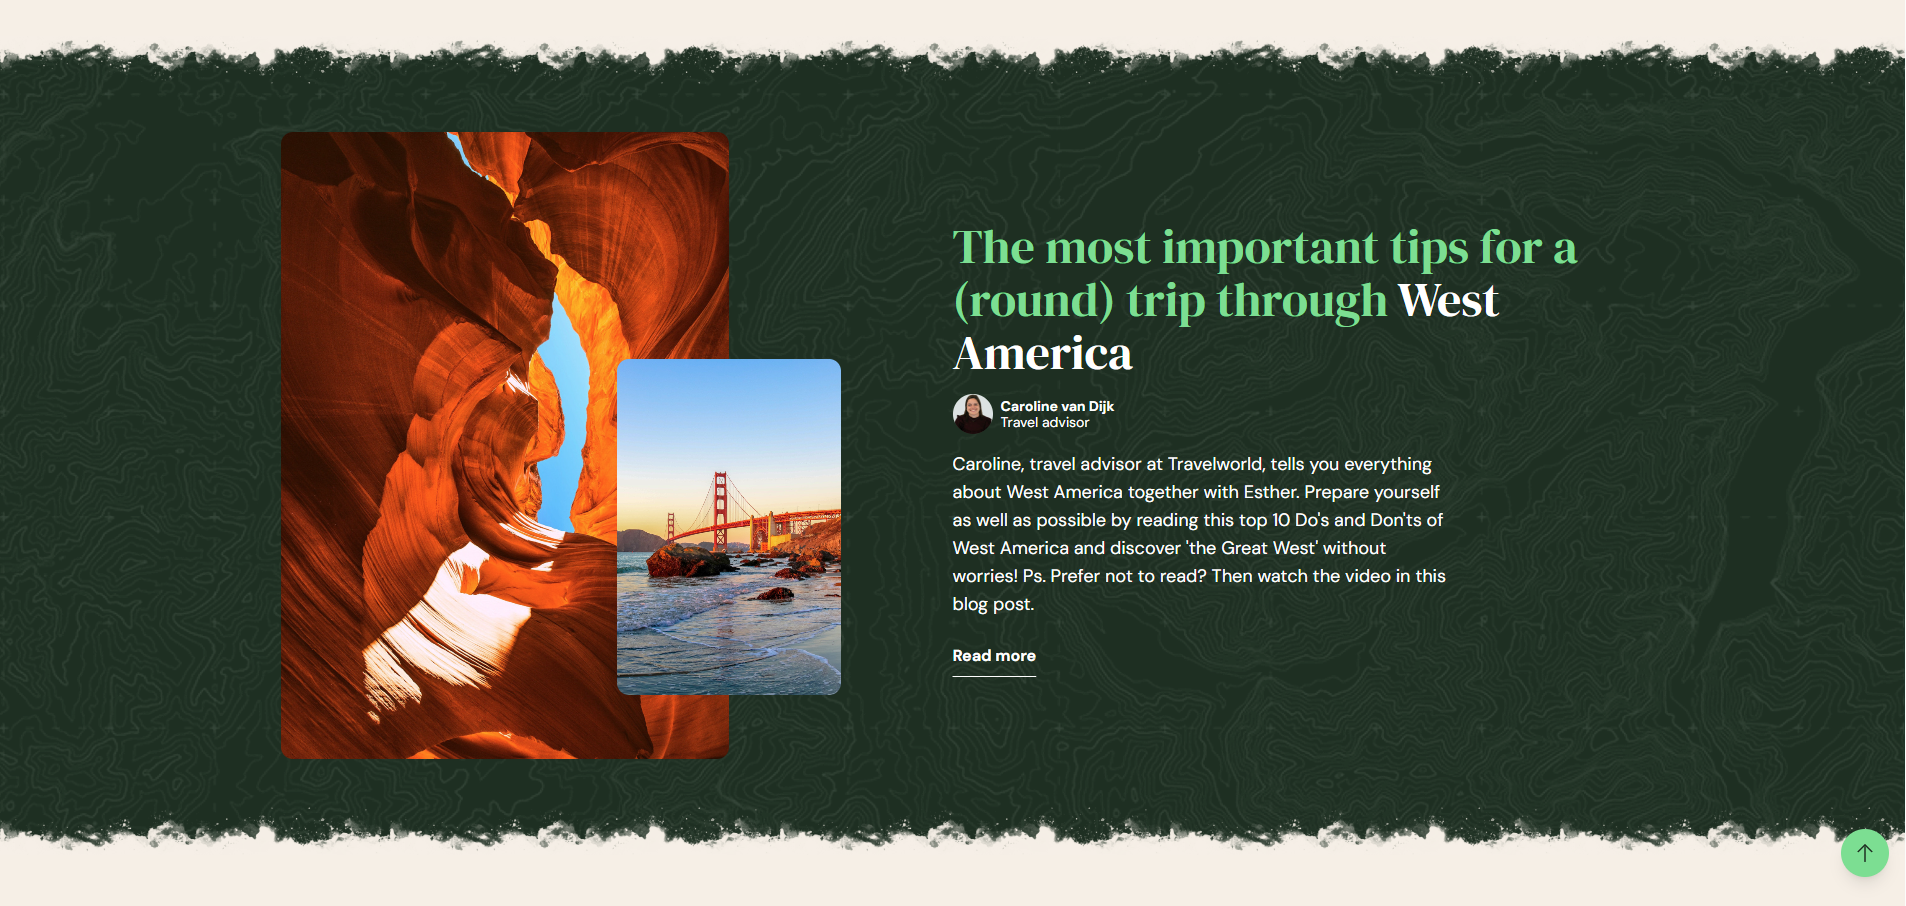 The most important tips for a
(round) trip through West
America
Caroline van Dijk
Travel advisor
Caroline, travel advisor at Travelworld, tells you everything
about West America together with Esther. Prepare yourself
as well as possible by reading this top 10 Do's and Don'ts of
West America and discover 'the Great West' without
worries! Ps. Prefer not to read? Then watch the video in this
blog post.
Read more